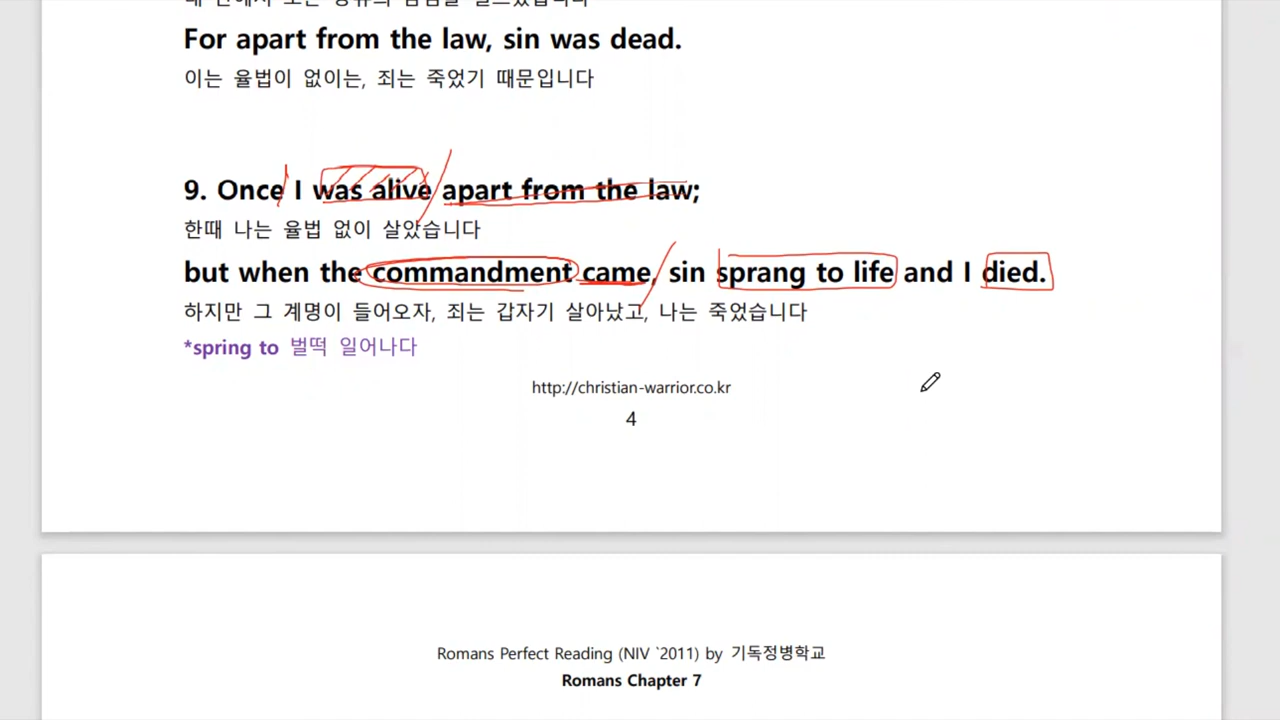 For apart from the law, sin was dead.
이는 율법이 없이는, 죄는 죽었기 때문입니다
9. Once I was alive apart from the law;
한때 나는 율법 없이 살았습니다
but when the commandment came, sin sprang to life and I died.
하지만 그 계명이 들어오자, 죄는 갑자기 살아났고, 나는 죽었습니다
*spring to 벌떡 일어나다
http://christian-warrior.co.kr
4
Romans Perfect Reading (NIV `2011) by 기독정병학교
Romans Chapter 7